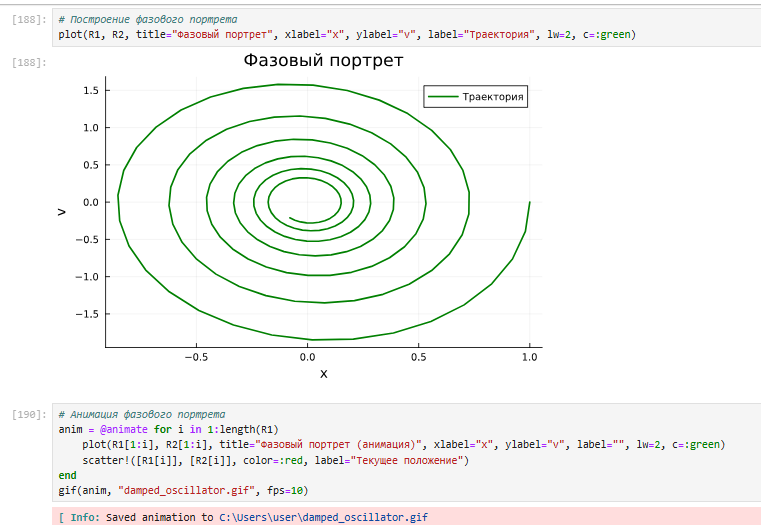 [188]:
# Построение фазового портрета
plot(R1, R2, title="Фазовый портрет", xlabel="x", ylabel="v", label="Траектория", lw=2, c=:green)
[188]:
Фазовый портрет
Траектория
1.5
1.0
0.5
0.0
−0.5
−1.0
−1.5
v
−0.5
0.0
0.5
1.0
x
[190]:
# Анимация фазового портрета
anim = @animate for i in 1:length(R1)
    plot(R1[1:i], R2[1:i], title="Фазовый портрет (анимация)", xlabel="x", ylabel="v", label="", lw=2, c=:green)
    scatter!([R1[i]], [R2[i]], color=:red, label="Текущее положение")
end
gif(anim, "damped_oscillator.gif", fps=10)
[ Info: Saved animation to C:\Users\user\damped_oscillator.gif